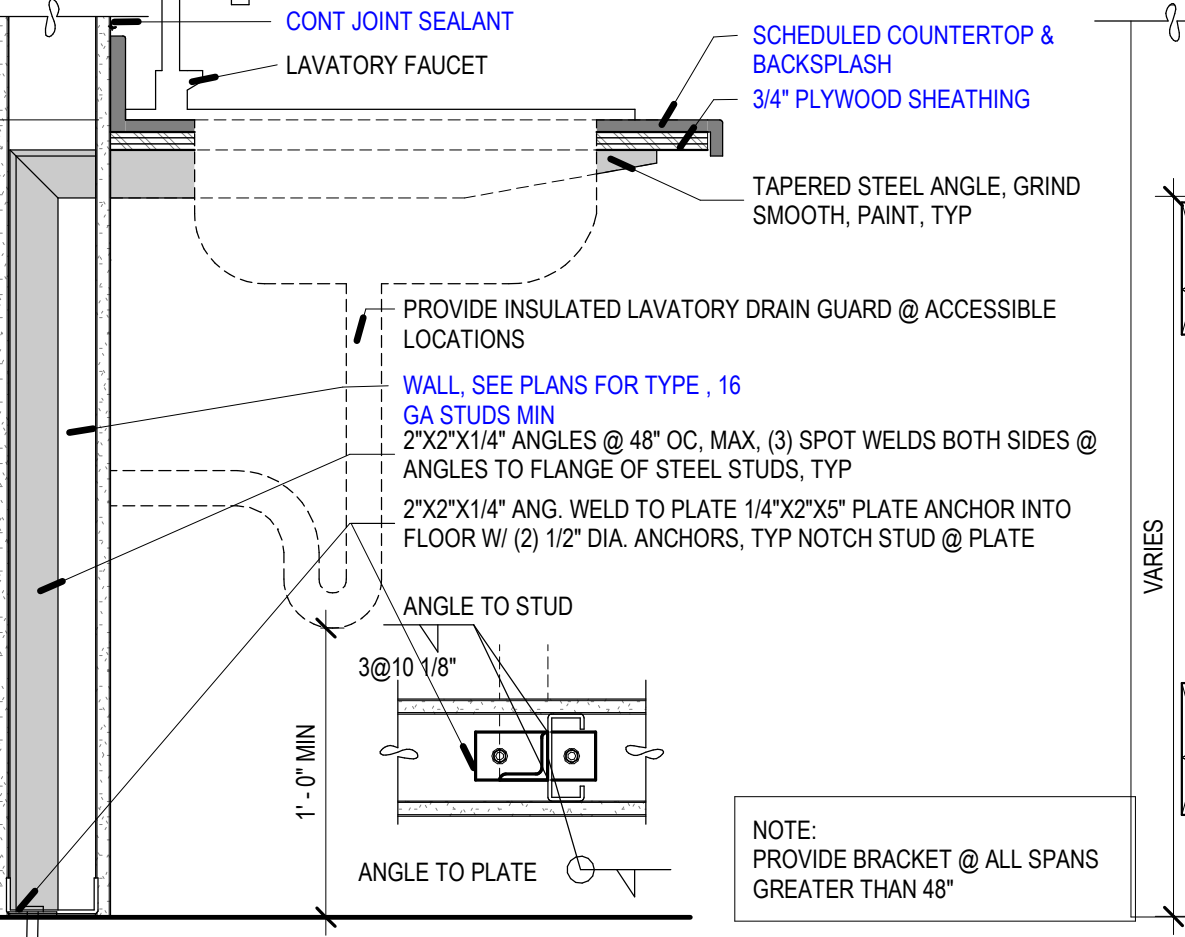 CONT JOINT SEALANT
LAVATORY FAUCET
SCHEDULED COUNTERTOP &
BACKSPLASH
3/4" PLYWOOD SHEATHING
TAPERED STEEL ANGLE, GRIND
SMOOTH, PAINT, TYP
PROVIDE INSULATED LAVATORY DRAIN GUARD @ ACCESSIBLE
LOCATIONS
WALL, SEE PLANS FOR TYPE , 16
GA STUDS MIN
2"X2"X1/4" ANGLES @ 48" OC, MAX, (3) SPOT WELDS BOTH SIDES @
ANGLES TO FLANGE OF STEEL STUDS, TYP
2"X2"X1/4" ANG. WELD TO PLATE 1/4"X2"X5" PLATE ANCHOR INTO
FLOOR W/ (2) 1/2" DIA. ANCHORS, TYP NOTCH STUD @ PLATE
VARIES
ANGLE TO STUD
3@10 1/8"
1' - 0" MIN
ANGLE TO PLATE
NOTE:
PROVIDE BRACKET @ ALL SPANS
GREATER THAN 48"